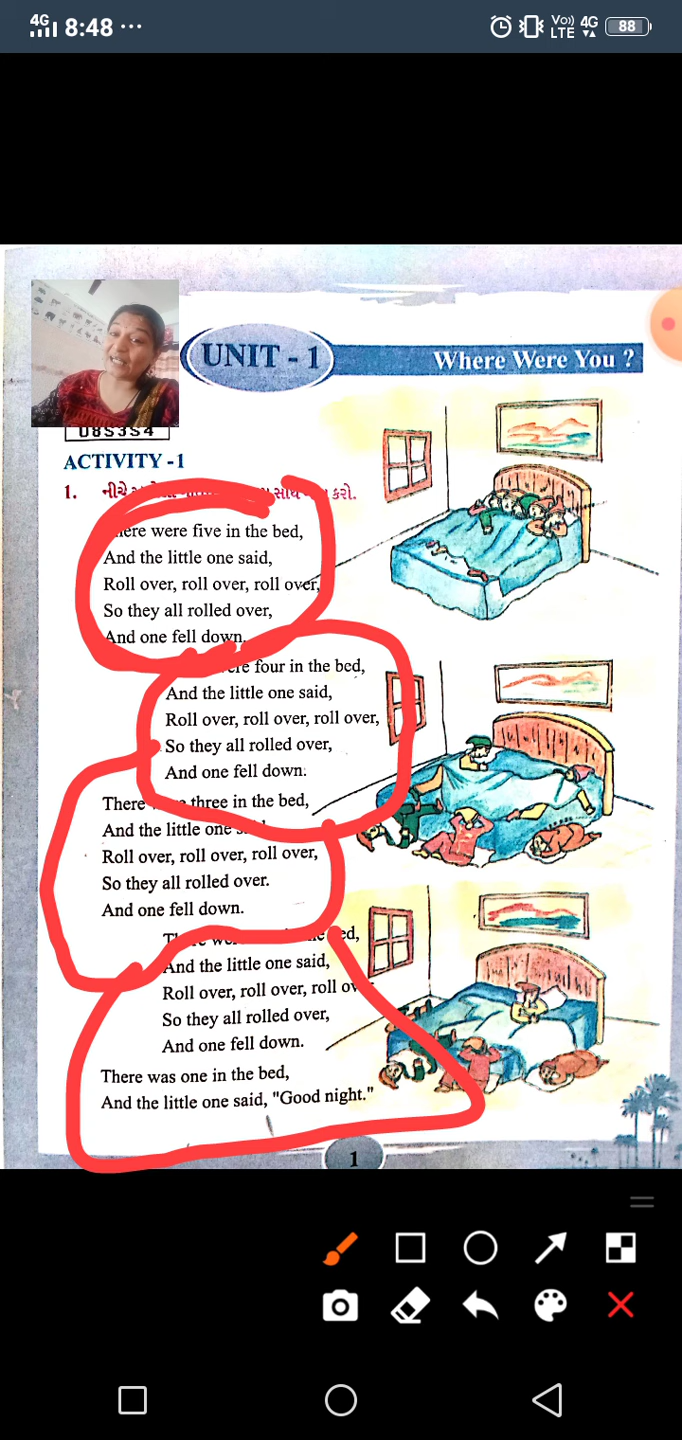 4G 8:48 ...
Vo)) LTE 4G 88
UNIT - 1
Where Were You ?
U8S3S4
ACTIVITY -1
1. નીચે કરો.
were five in the bed,
And the little one said,
Roll over, roll over, roll over,
So they all rolled over,
And one fell down.
four in the bed,
And the little one said,
Roll over, roll over, roll over,
So they all rolled over,
And one fell down.
There three in the bed,
And the little one
Roll over, roll over, roll over,
So they all rolled over.
And one fell down.
And the little one said,
Roll over, roll over, roll
So they all rolled over,
And one fell down.
There was one in the bed,
And the little one said, "Good night."
1